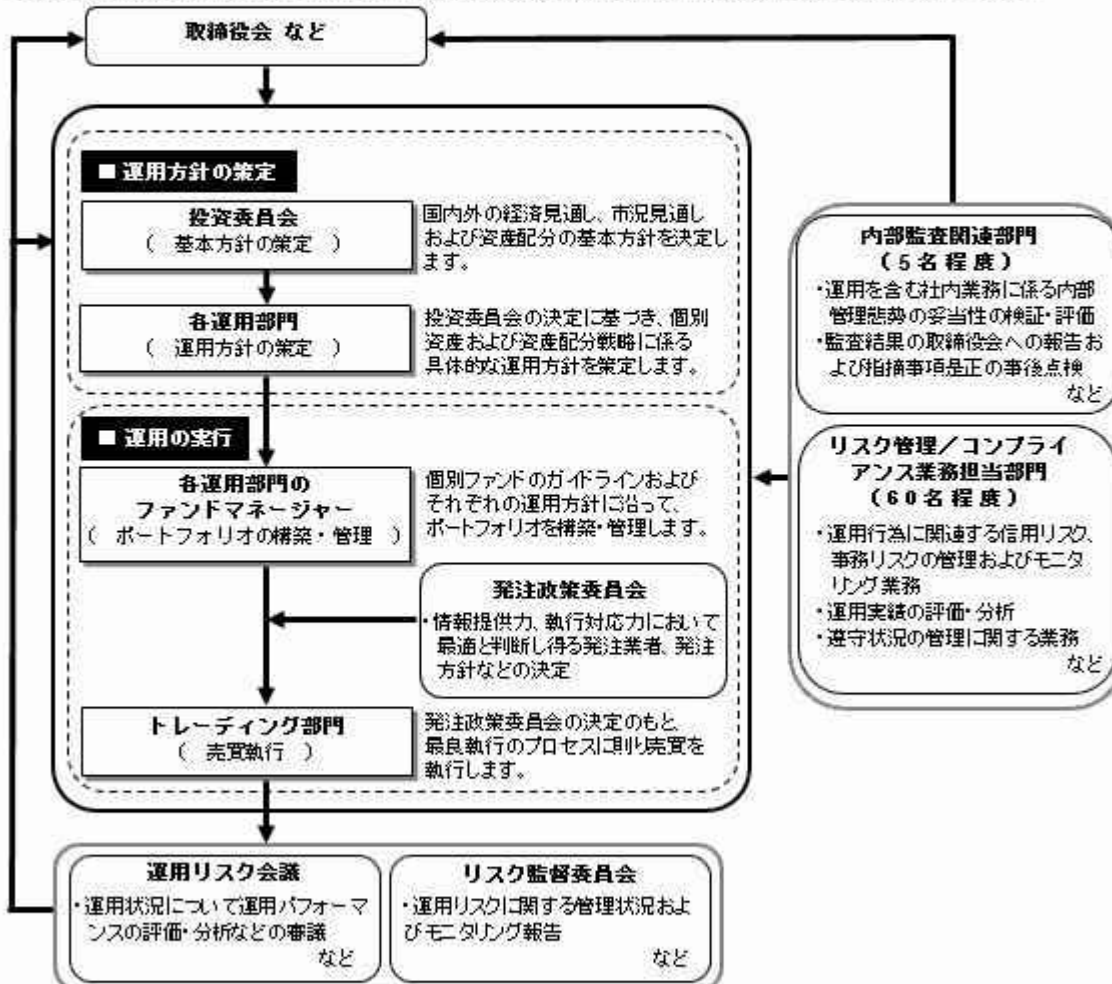 取締役会 など
■ 運用方針の策定
投資委員会
( 基本方針の策定 )
国内外の経済見通し、市況見通し
および資産配分の基本方針を決定し
ます。
各運用部門
( 運用方針の策定 )
投資委員会の決定に基づき、個別
資産および資産配分戦略に係る
具体的な運用方針を策定します。
■ 運用の実行
各運用部門の
ファンドマネージャー
( ポートフォリオの構築・管理 )
個別ファンドのガイドラインおよび
それぞれの運用方針に沿って、
ポートフォリオを構築・管理します。
発注政策委員会
・情報提供力、執行対応力において
最適と判断し得る発注業者、発注
方針などの決定
トレーディング部門
( 売買執行 )
発注政策委員会の決定のもと
最良執行のプロセスに則り売買を
執行します。
内部監査関連部門
(5名程度)
・運用を含む社内業務に係る内部
管理態勢の妥当性の検証・評価
・監査結果の取締役会への報告お
よび指摘事項是正の事後点検
など
リスク管理／コンプライ
アンス業務担当部門
(60名程度)
・運用行為に関連する信用リスク、
事務リスクの管理およびモニタ
リング業務
・運用実績の評価・分析
・遵守状況の管理に関する業務
など
運用リスク会議
・運用状況について運用パフォーマ
ンスの評価・分析などの審議
など
リスク監督委員会
・運用リスクに関する管理状況およ
びモニタリング報告
など